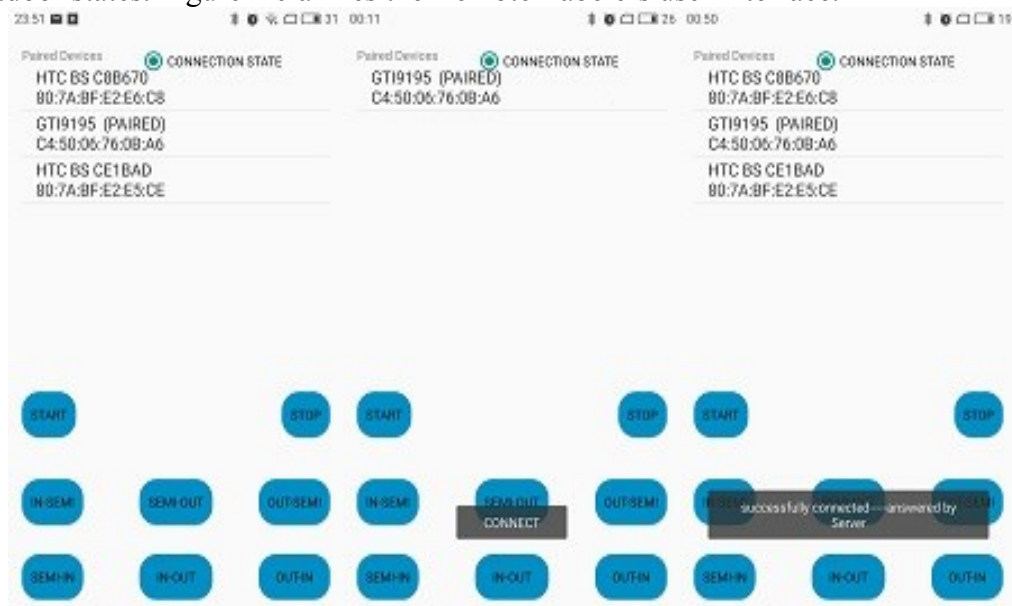 23:51
31
Paired Devices
CONNECTION STATE
HTC BS C8B670
80:7A:BF:E2:E6:C8
GTI9195 (PAIRED)
C4:50:06:76:0B:A6
HTC BS CE1BAD
80:7A:BF:E2:E5:CE
START
STOP
IN-SEMI
SEMI-OUT
OUT-SEMI
SEMI-IN
IN-OUT
OUT-IN
00:11
26
Paired Devices
CONNECTION STATE
GTI9195 (PAIRED)
C4:50:06:76:0B:A6
START
STOP
IN-SEMI
SEMI-OUT
OUT-SEMI
CONNECT
SEMI-IN
IN-OUT
OUT-IN
00:50
19
Paired Devices
CONNECTION STATE
HTC BS C8B670
80:7A:BF:E2:E6:C8
GTI9195 (PAIRED)
C4:50:06:76:0B:A6
HTC BS CE1BAD
80:7A:BF:E2:E5:CE
START
STOP
successfully connected----answered by
Server
SEMI-IN
IN-OUT
OUT-IN